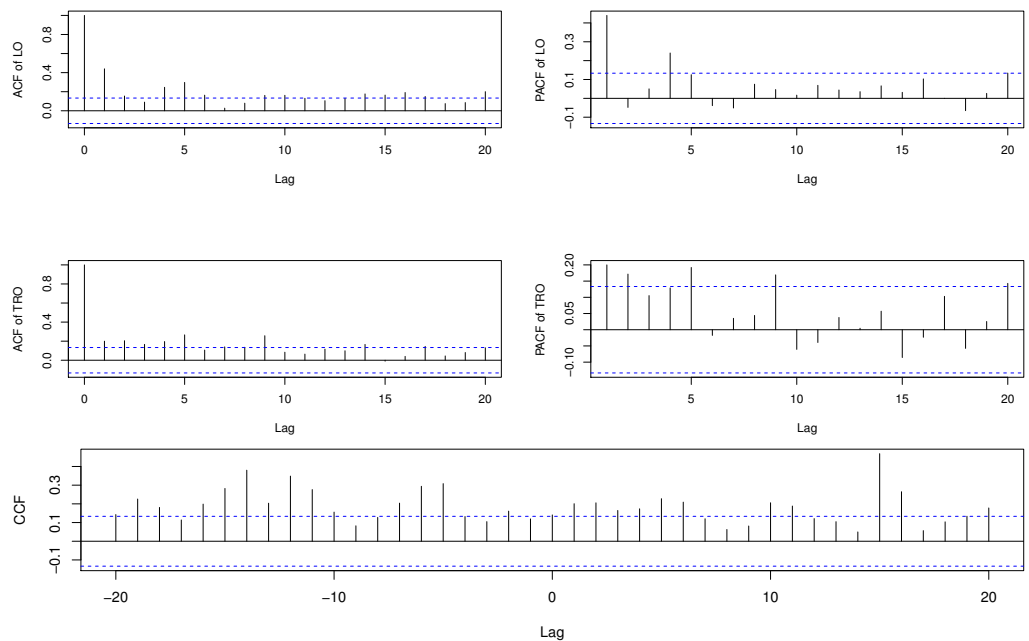 ACF of LO
0.0 0.4 0.8
0 5 10 15 20
Lag
PACF of LO
−0.1 0.1 0.3
5 10 15 20
Lag
ACF of TRO
0.0 0.4 0.8
0 5 10 15 20
Lag
PACF of TRO
−0.10 0.05 0.20
5 10 15 20
Lag
CCF
−0.1 0.1 0.3
−20 −10 0 10 20
Lag